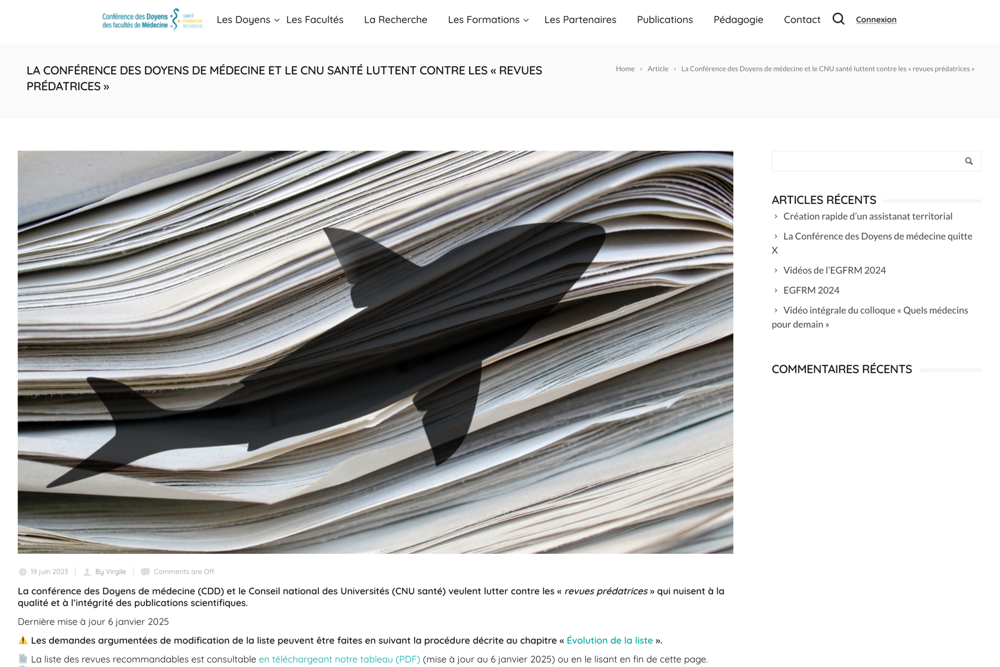 Conférence des Doyens
des facultés de Médecine
SANTÉ
FORMATION
RECHERCHE
Les Doyens
Les Facultés
La Recherche
Les Formations
Les Partenaires
Publications
Pédagogie
Contact
Connexion
LA CONFÉRENCE DES DOYENS DE MÉDECINE ET LE CNU SANTÉ LUTTENT CONTRE LES « REVUES
PRÉDATRICES »
Home › Article › La Conférence des Doyens de médecine et le CNU santé luttent contre les « revues prédatrices »
ARTICLES RÉCENTS
› Création rapide d’un assistanat territorial
› La Conférence des Doyens de médecine quitte
X
› Vidéos de l’EGFRM 2024
› EGFRM 2024
› Vidéo intégrale du colloque « Quels médecins
pour demain »
COMMENTAIRES RÉCENTS
19 juin 2023
By Virgile
Comments are Off
La conférence des Doyens de médecine (CDD) et le Conseil national des Universités (CNU santé) veulent lutter contre les « revues prédatrices » qui nuisent à la
qualité et à l’intégrité des publications scientifiques.
Dernière mise à jour 6 janvier 2025
⚠️ Les demandes argumentées de modification de la liste peuvent être faites en suivant la procédure décrite au chapitre « Évolution de la liste ».
📄 La liste des revues recommandables est consultable en téléchargeant notre tableau (PDF) (mise à jour au 6 janvier 2025) ou en le lisant en fin de cette page.